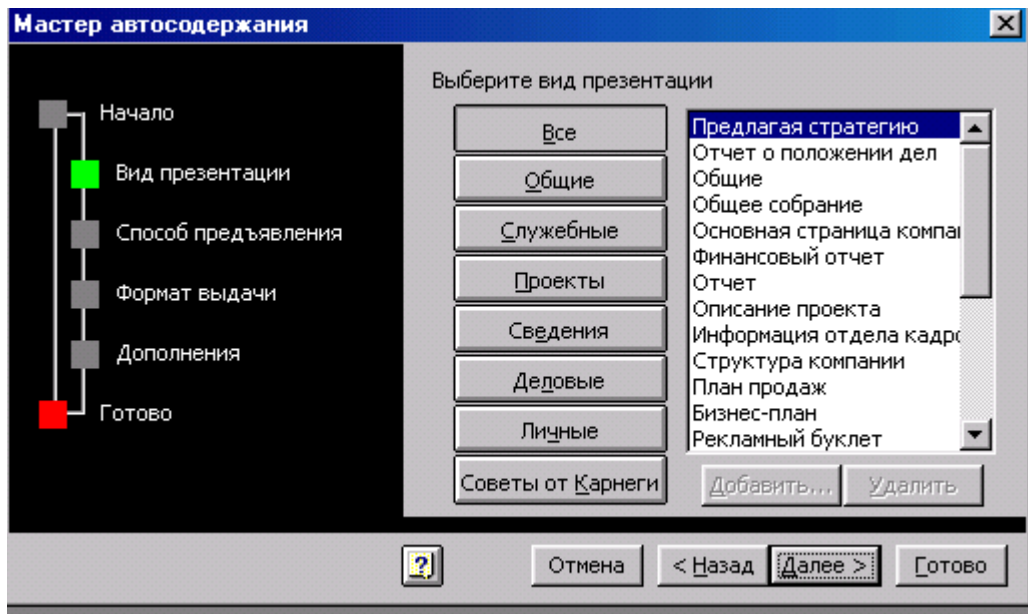 Мастер автосодержания
Начало
Вид презентации
Способ предъявления
Формат выдачи
Дополнения
Готово
Выберите вид презентации
Все
Общие
Служебные
Проекты
Сведения
Деловые
Личные
Советы от Карнеги
Предлагая стратегию
Отчет о положении дел
Общие
Общее собрание
Основная страница компа
Финансовый отчет
Отчет
Описание проекта
Информация отдела кадро
Структура компании
План продаж
Бизнес-план
Рекламный буклет
Добавить... Удалить
Отмена < Назад Далее > Готово